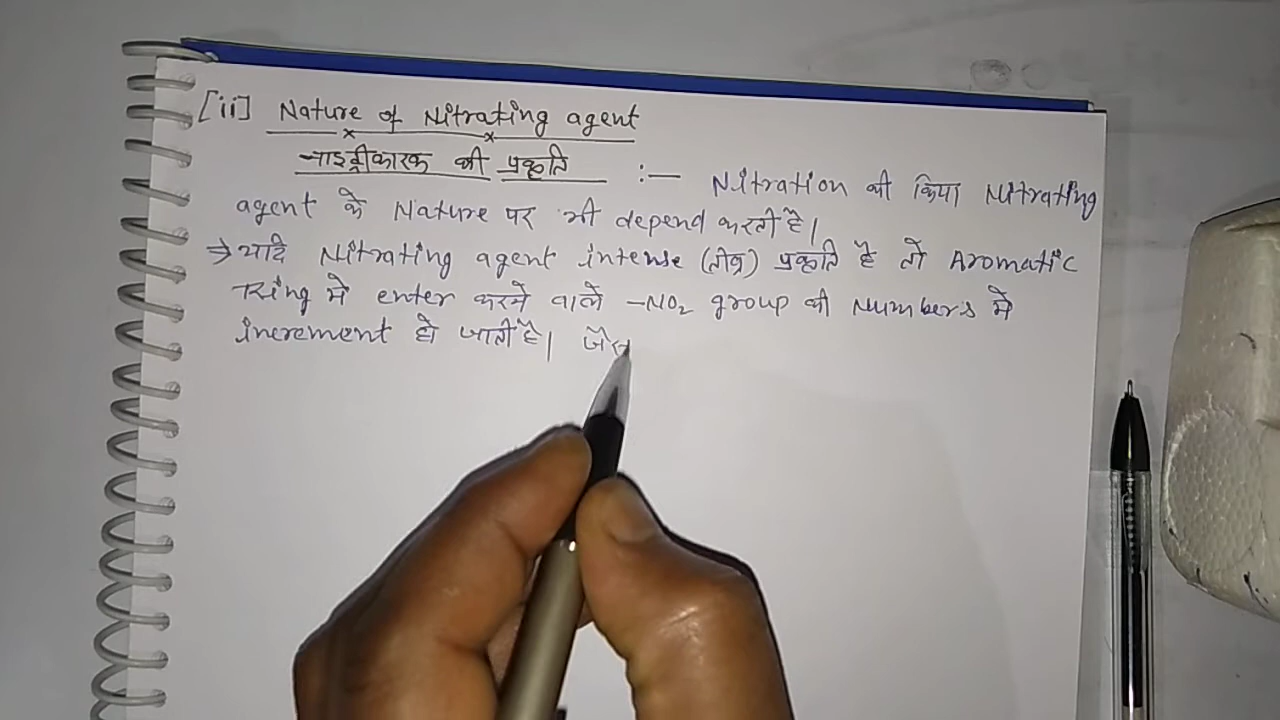 [ii] Nature of Nitrating agent
नाइट्रीकारक की प्रकृति :— Nitration की क्रिया Nitrating
agent के Nature पर भी depend करती है।
→ यदि Nitrating agent intense (तीव्र) प्रकृति है तो Aromatic
Ring मे enter करने वाले -NO₂ group की Number's मे
increment हो जाती है। जैस